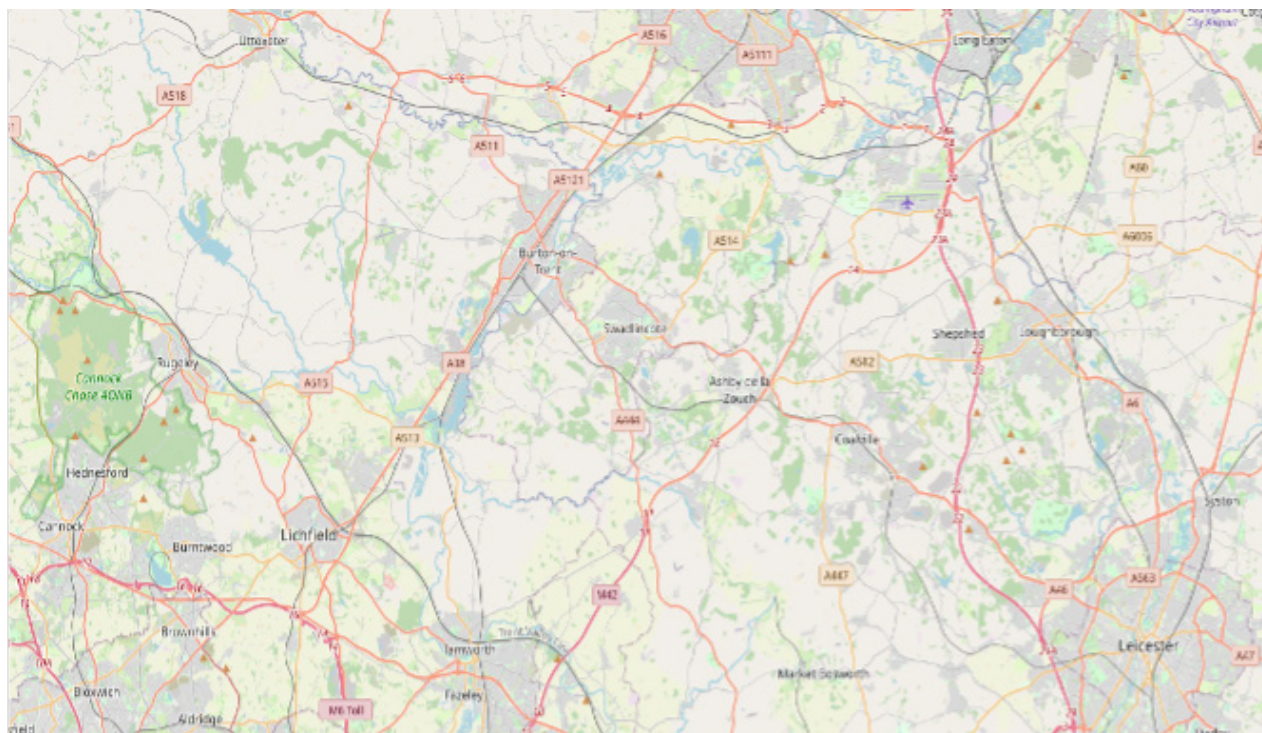 Uttoxeter
A516
A5111
Long Eaton
City Airport
A518
A511
A5121
A60
A6006
A514
Burton-on-
Trent
Swadlincote
Shepshed
Loughborough
Rugeley
A38
A515
Cannock
Chase AONB
A512
Ashby de la
Zouch
A6
A444
A513
Coalville
Hednesford
Syston
Cannock
Lichfield
Burntwood
M42
A447
A46
A563
Brownhills
Tamworth
Leicester
A47
Market Bosworth
Bloxwich
Fazeley
M6 Toll
Aldridge